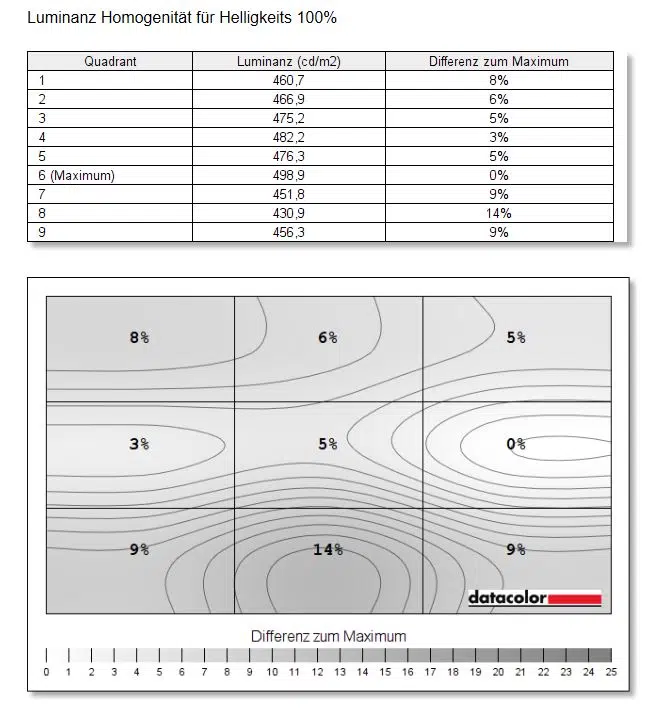 Luminanz Homogenität für Helligkeits 100%
Quadrant Luminanz (cd/m2) Differenz zum Maximum
1 460,7 8%
2 466,9 6%
3 475,2 5%
4 482,2 3%
5 476,3 5%
6 (Maximum) 498,9 0%
7 451,8 9%
8 430,9 14%
9 456,3 9%
8% 6% 5%
3% 5% 0%
9% 14% 9%
datacolor
Differenz zum Maximum
0 1 2 3 4 5 6 7 8 9 10 11 12 13 14 15 16 17 18 19 20 21 22 23 24 25